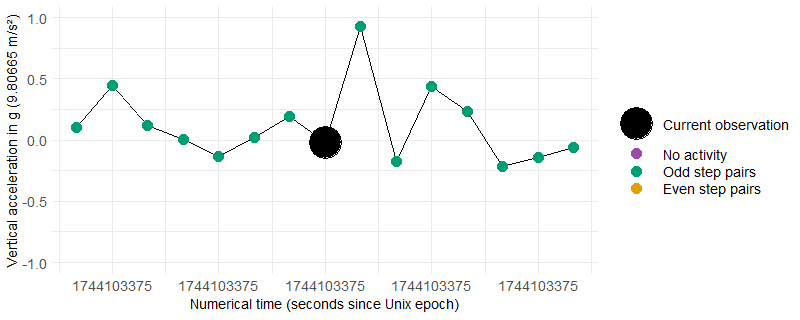 Vertical acceleration in g (9.80665 m/s²)
1.0
0.5
0.0
-0.5
-1.0
1744103375 1744103375 1744103375 1744103375 1744103375
Numerical time (seconds since Unix epoch)
Current observation
No activity
Odd step pairs
Even step pairs